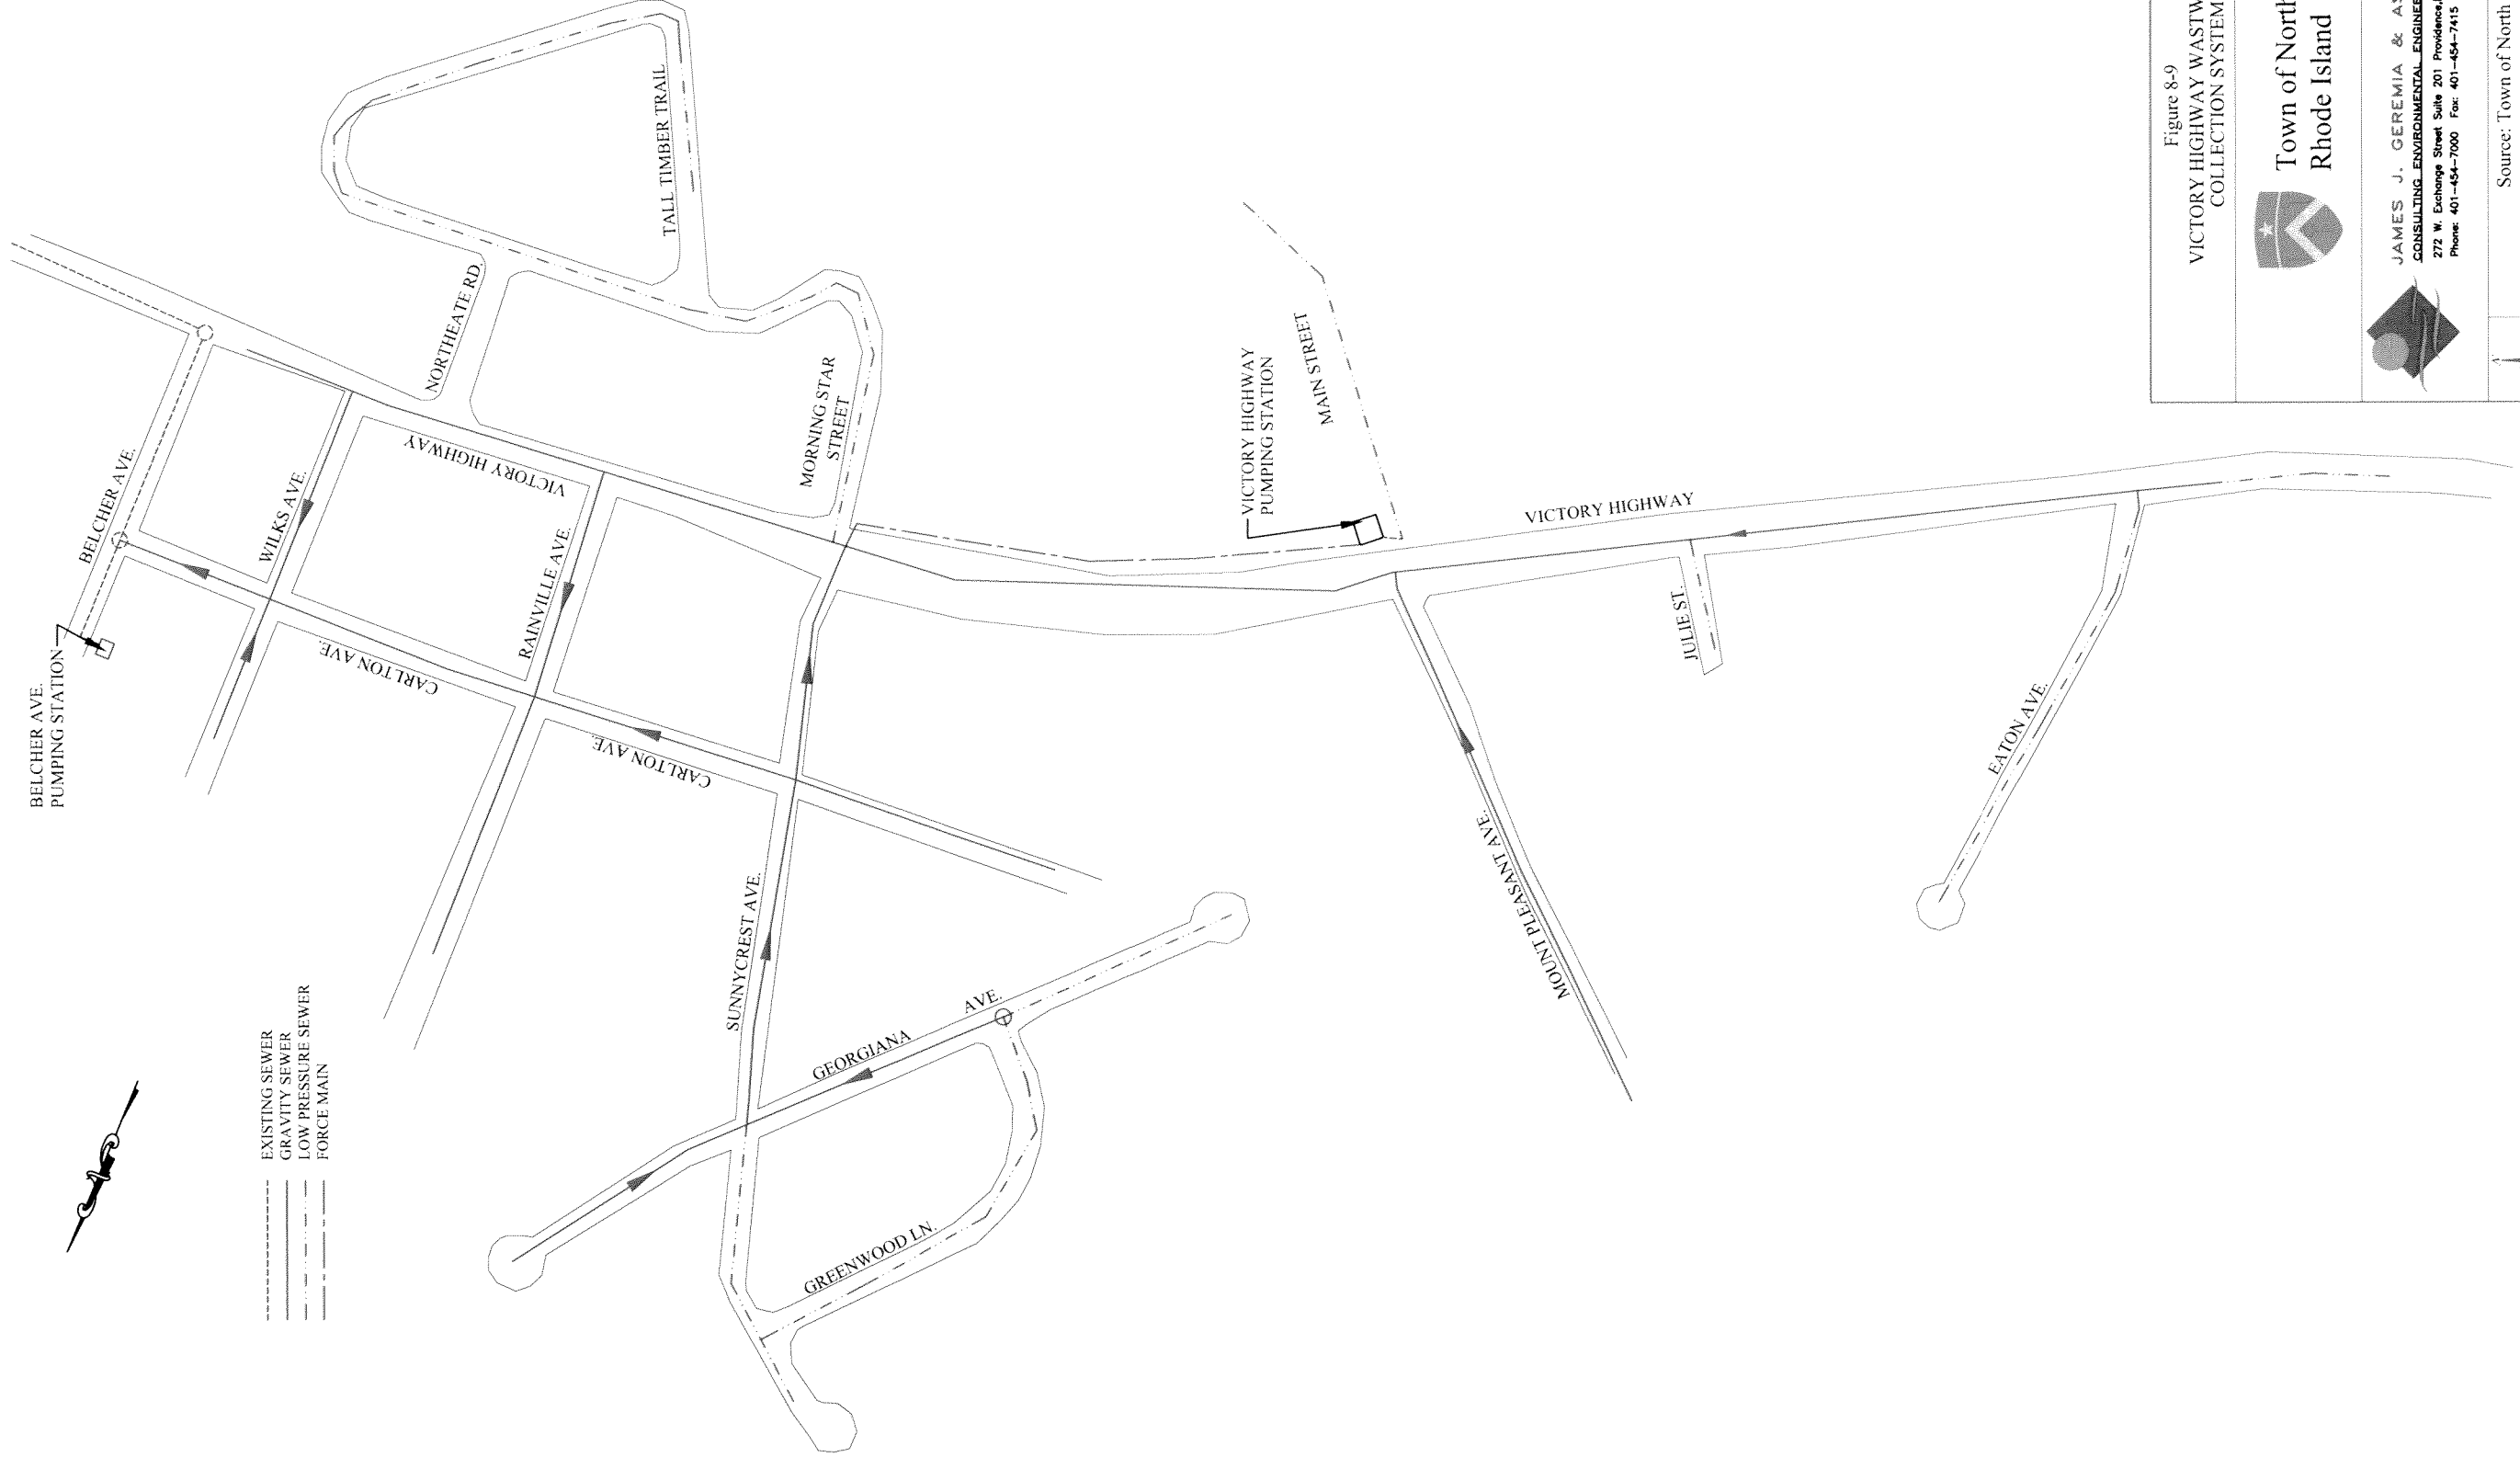 BELCHER AVE.
PUMPING STATION
BELCHER AVE.
WILKS AVE.
CARLTON AVE.
RAINVILLE AVE.
VICTORY HIGHWAY
NORTHEATE RD.
TALL TIMBER TRAIL
MORNING STAR
STREET
CARLTON AVE.
SUNNYCREST AVE.
GEORGIANA AVE.
GREENWOOD LN.
VICTORY HIGHWAY
PUMPING STATION
MAIN STREET
VICTORY HIGHWAY
JULIE ST.
MOUNT PLEASANT AVE.
EATON AVE.
EXISTING SEWER
GRAVITY SEWER
LOW PRESSURE SEWER
FORCE MAIN
Figure 8-9
VICTORY HIGHWAY WASTW
COLLECTION SYSTEM
Town of North
Rhode Island
JAMES J. GEREMIA & AS
CONSULTING ENVIRONMENTAL ENGINEE
272 W. Exchange Street Suite 201 Providence,
Phone: 401-454-7000 Fax: 401-454-7415
Source: Town of North